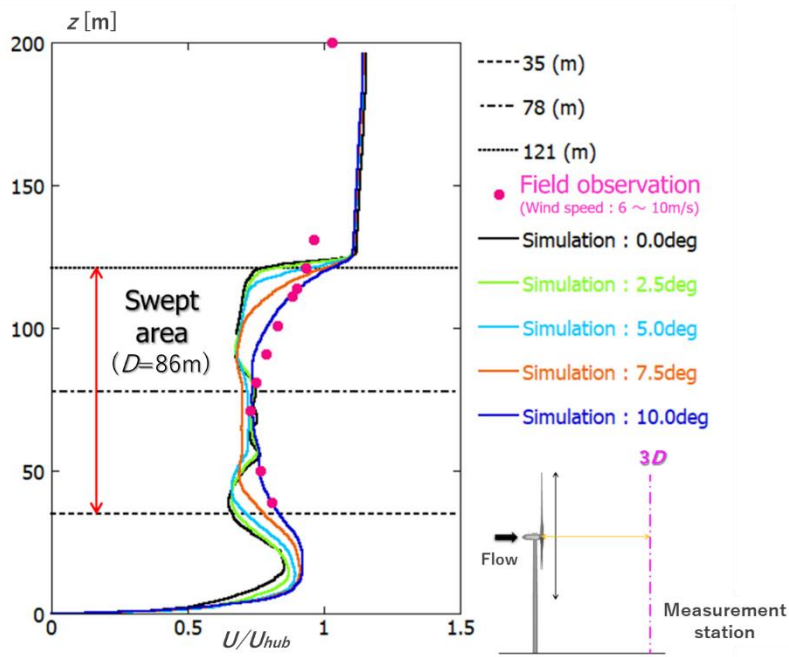 z [m]
200
150
100
50
0
0.5
1
1.5
U/Uhub
Swept
area
(D=86m)
35 (m)
78 (m)
121 (m)
Field observation
(Wind speed : 6 ~ 10m/s)
Simulation : 0.0deg
Simulation : 2.5deg
Simulation : 5.0deg
Simulation : 7.5deg
Simulation : 10.0deg
3D
Flow
Measurement
station